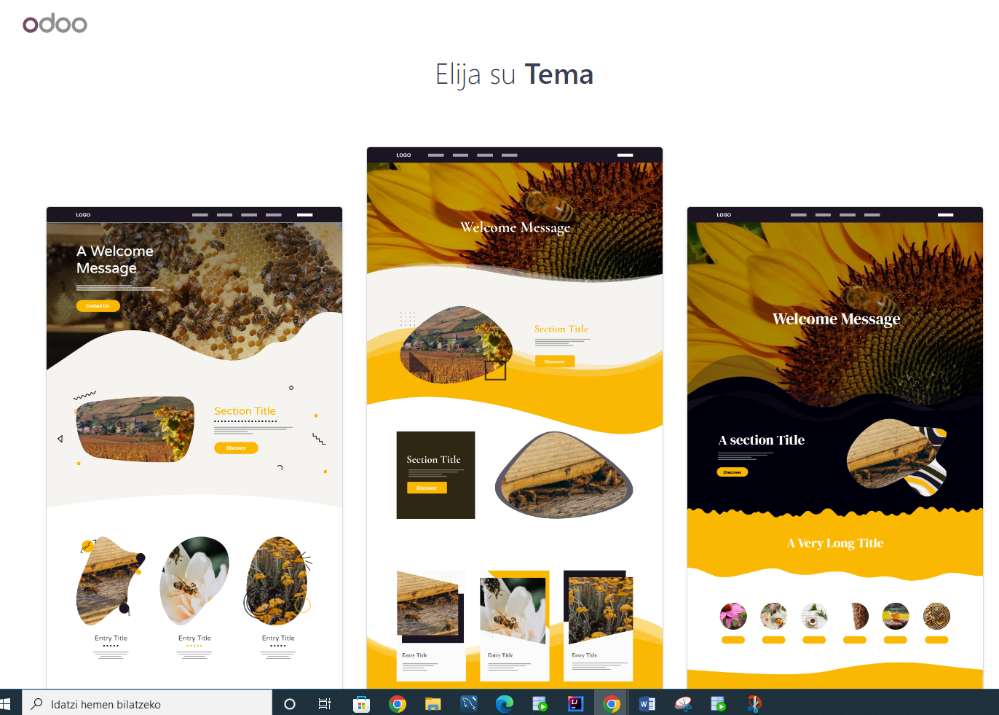 odoo
Elija su Tema
LOGO
A Welcome
Message
Contact Us
Section Title
Discover
Entry Title
Entry Title
Entry Title
LOGO
Welcome Message
Section Title
Discover
Section Title
Discover
Entry Title
Entry Title
Entry Title
LOGO
Welcome Message
A section Title
Discover
A Very Long Title
Idatzi hemen bilatzeko
IJ
W